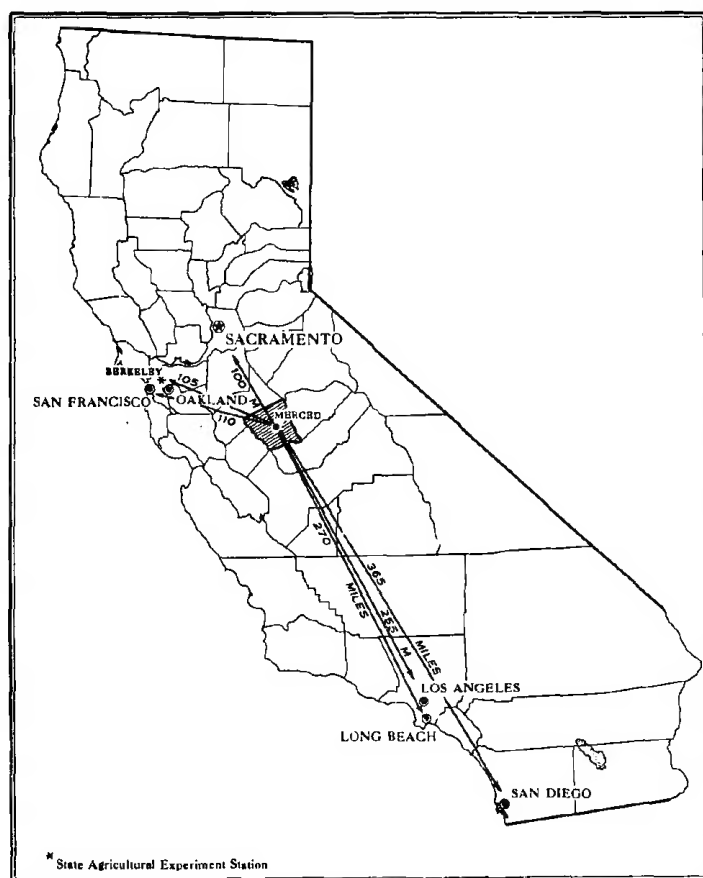 SACRAMENTO
BERKELEY *
105
100 M
SAN FRANCISCO
OAKLAND
MERCED
110
270
MILES
365
MILES
255
M
LOS ANGELES
LONG BEACH
SAN DIEGO
* State Agricultural Experiment Station